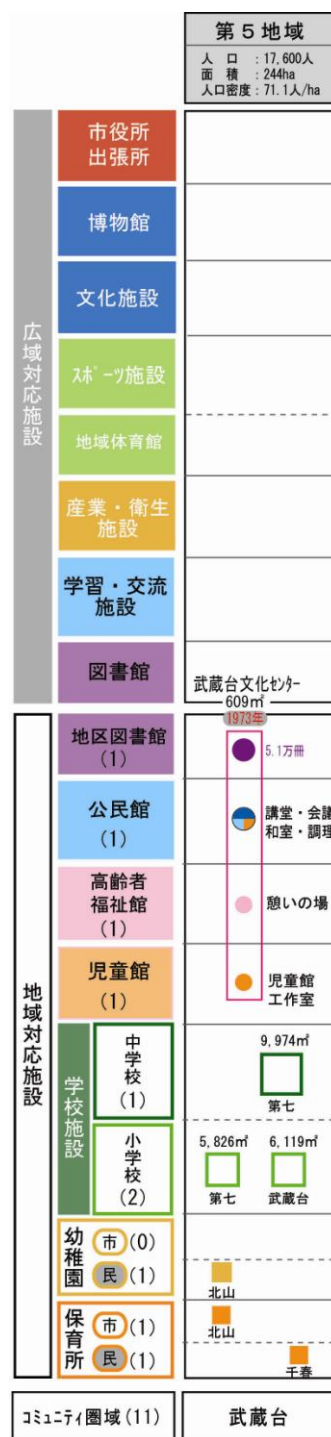 第５地域
人　口　：17,600人
面　積　：244ha
人口密度：71.1人/ha
広域対応施設
市役所
出張所
博物館
文化施設
スポーツ施設
地域体育館
産業・衛生
施設
学習・交流
施設
図書館
武蔵台文化センター
609㎡
1973年
地域対応施設
地区図書館
(1)
5.1万冊
公民館
(1)
講堂・会議
和室・調理
高齢者
福祉館
(1)
憩いの場
児童館
(1)
児童館
工作室
学校施設
中学校
(1)
9,974㎡
第七
小学校
(2)
5,826㎡
6,119㎡
第七
武蔵台
幼稚園
市 (0)
民 (1)
北山
保育所
市 (1)
北山
民 (1)
千春
コミュニティ圏域(11)
武蔵台